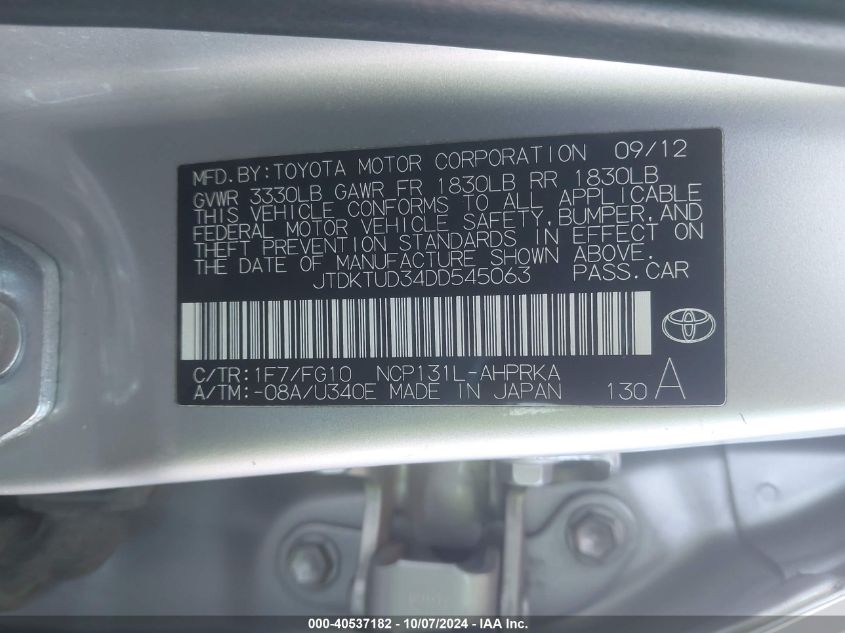 MFD. BY: TOYOTA MOTOR CORPORATION 09/12
GVWR 3330LB GAWR FR 1830LB RR 1830LB
THIS VEHICLE CONFORMS TO ALL APPLICABLE
FEDERAL MOTOR VEHICLE SAFETY, BUMPER, AND
THEFT PREVENTION STANDARDS IN EFFECT ON
THE DATE OF MANUFACTURE SHOWN ABOVE.
JTDKTUD34DD545063 PASS. CAR
C/TR: 1F7/FG10 NCP131L-AHPRKA
A/TM: -08A/U340E MADE IN JAPAN 130 A
000-40537182 - 10/07/2024 - Copyright IAA, Inc.